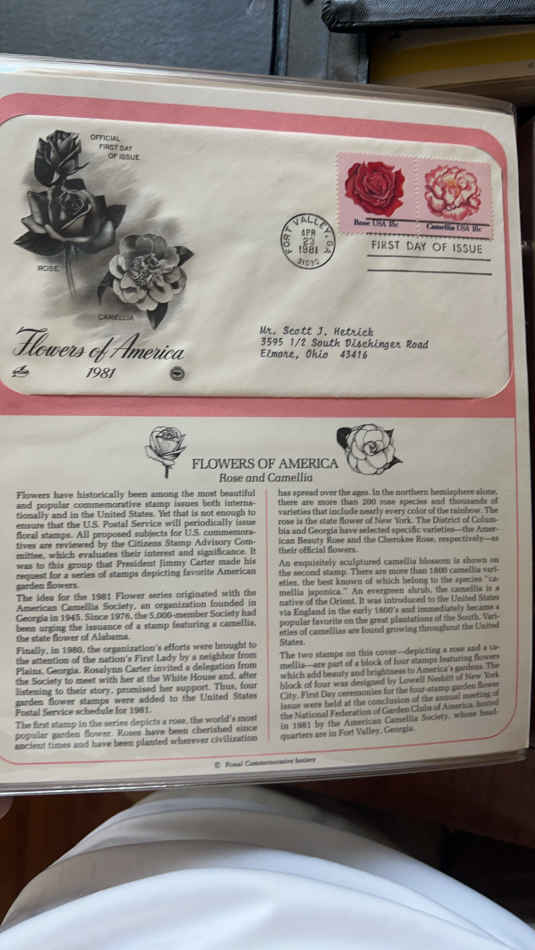 OFFICIAL
FIRST DAY
OF ISSUE
ROSE
CAMELLIA
Flowers of America
1981
Rose USA 18c
Camellia USA 18c
FORT VALLEY, GA
APR
23
1981
FIRST DAY OF ISSUE
Mr. Scott J. Hetrick
3595 1/2 South Dischinger Road
Elmore, Ohio 43416
FLOWERS OF AMERICA
Rose and Camellia
Flowers have historically been among the most beautiful
and popular commemorative stamp issues both interna-
tionally and in the United States. Yet that is not enough to
ensure that the U.S. Postal Service will periodically issue
floral stamps. All proposed subjects for U.S. commemora-
tives are reviewed by the Citizens Stamp Advisory Com-
mittee, which evaluates their interest and significance. It
was to this group that President Jimmy Carter made his
request for a series of stamps depicting favorite American
garden flowers.
The idea for the 1981 Flower series originated with the
American Camellia Society, an organization founded in
Georgia in 1945. Since 1976, the 5,000-member Society had
been urging the issuance of a stamp featuring a camellia,
the state flower of Alabama.
Finally, in 1980, the organization's efforts were brought to
the attention of the nation's First Lady by a neighbor from
Plains, Georgia. Rosalynn Carter invited a delegation from
the Society to meet with her at the White House and, after
listening to their story, promised her support. Thus, four
garden flower stamps were added to the United States
Postal Service schedule for 1981.
The first stamp in the series depicts a rose, the world's most
popular garden flower. Roses have been cherished since
ancient times and have been planted wherever civilization
has spread over the ages. In the northern hemisphere alone,
there are more than 200 rose species and thousands of
varieties that include nearly every color of the rainbow. The
rose is the state flower of New York. The District of Colum-
bia and Georgia have selected specific varieties—the Amer-
ican Beauty Rose and the Cherokee Rose, respectively—as
their official flowers.
An exquisitely sculptured camellia blossom is shown on
the second stamp. There are more than 1800 camellia vari-
eties, the best known of which belong to the species "ca-
mellia japonica." An evergreen shrub, the camellia is a
native of the Orient. It was introduced to the United States
via England in the early 1800's and immediately became a
popular favorite on the great plantations of the South. Vari-
eties of camellias are found growing throughout the United
States.
The two stamps on this cover—depicting a rose and a ca-
mellia—are part of a block of four stamps featuring flowers
which add beauty and brightness to America's gardens. The
block of four was designed by Lowell Nesbitt of New York
City. First Day ceremonies for the four-stamp garden flower
issue were held at the conclusion of the annual meeting of
the National Federation of Garden Clubs of America, hosted
in 1981 by the American Camellia Society, whose head-
quarters are in Fort Valley, Georgia.
© Postal Commemorative Society